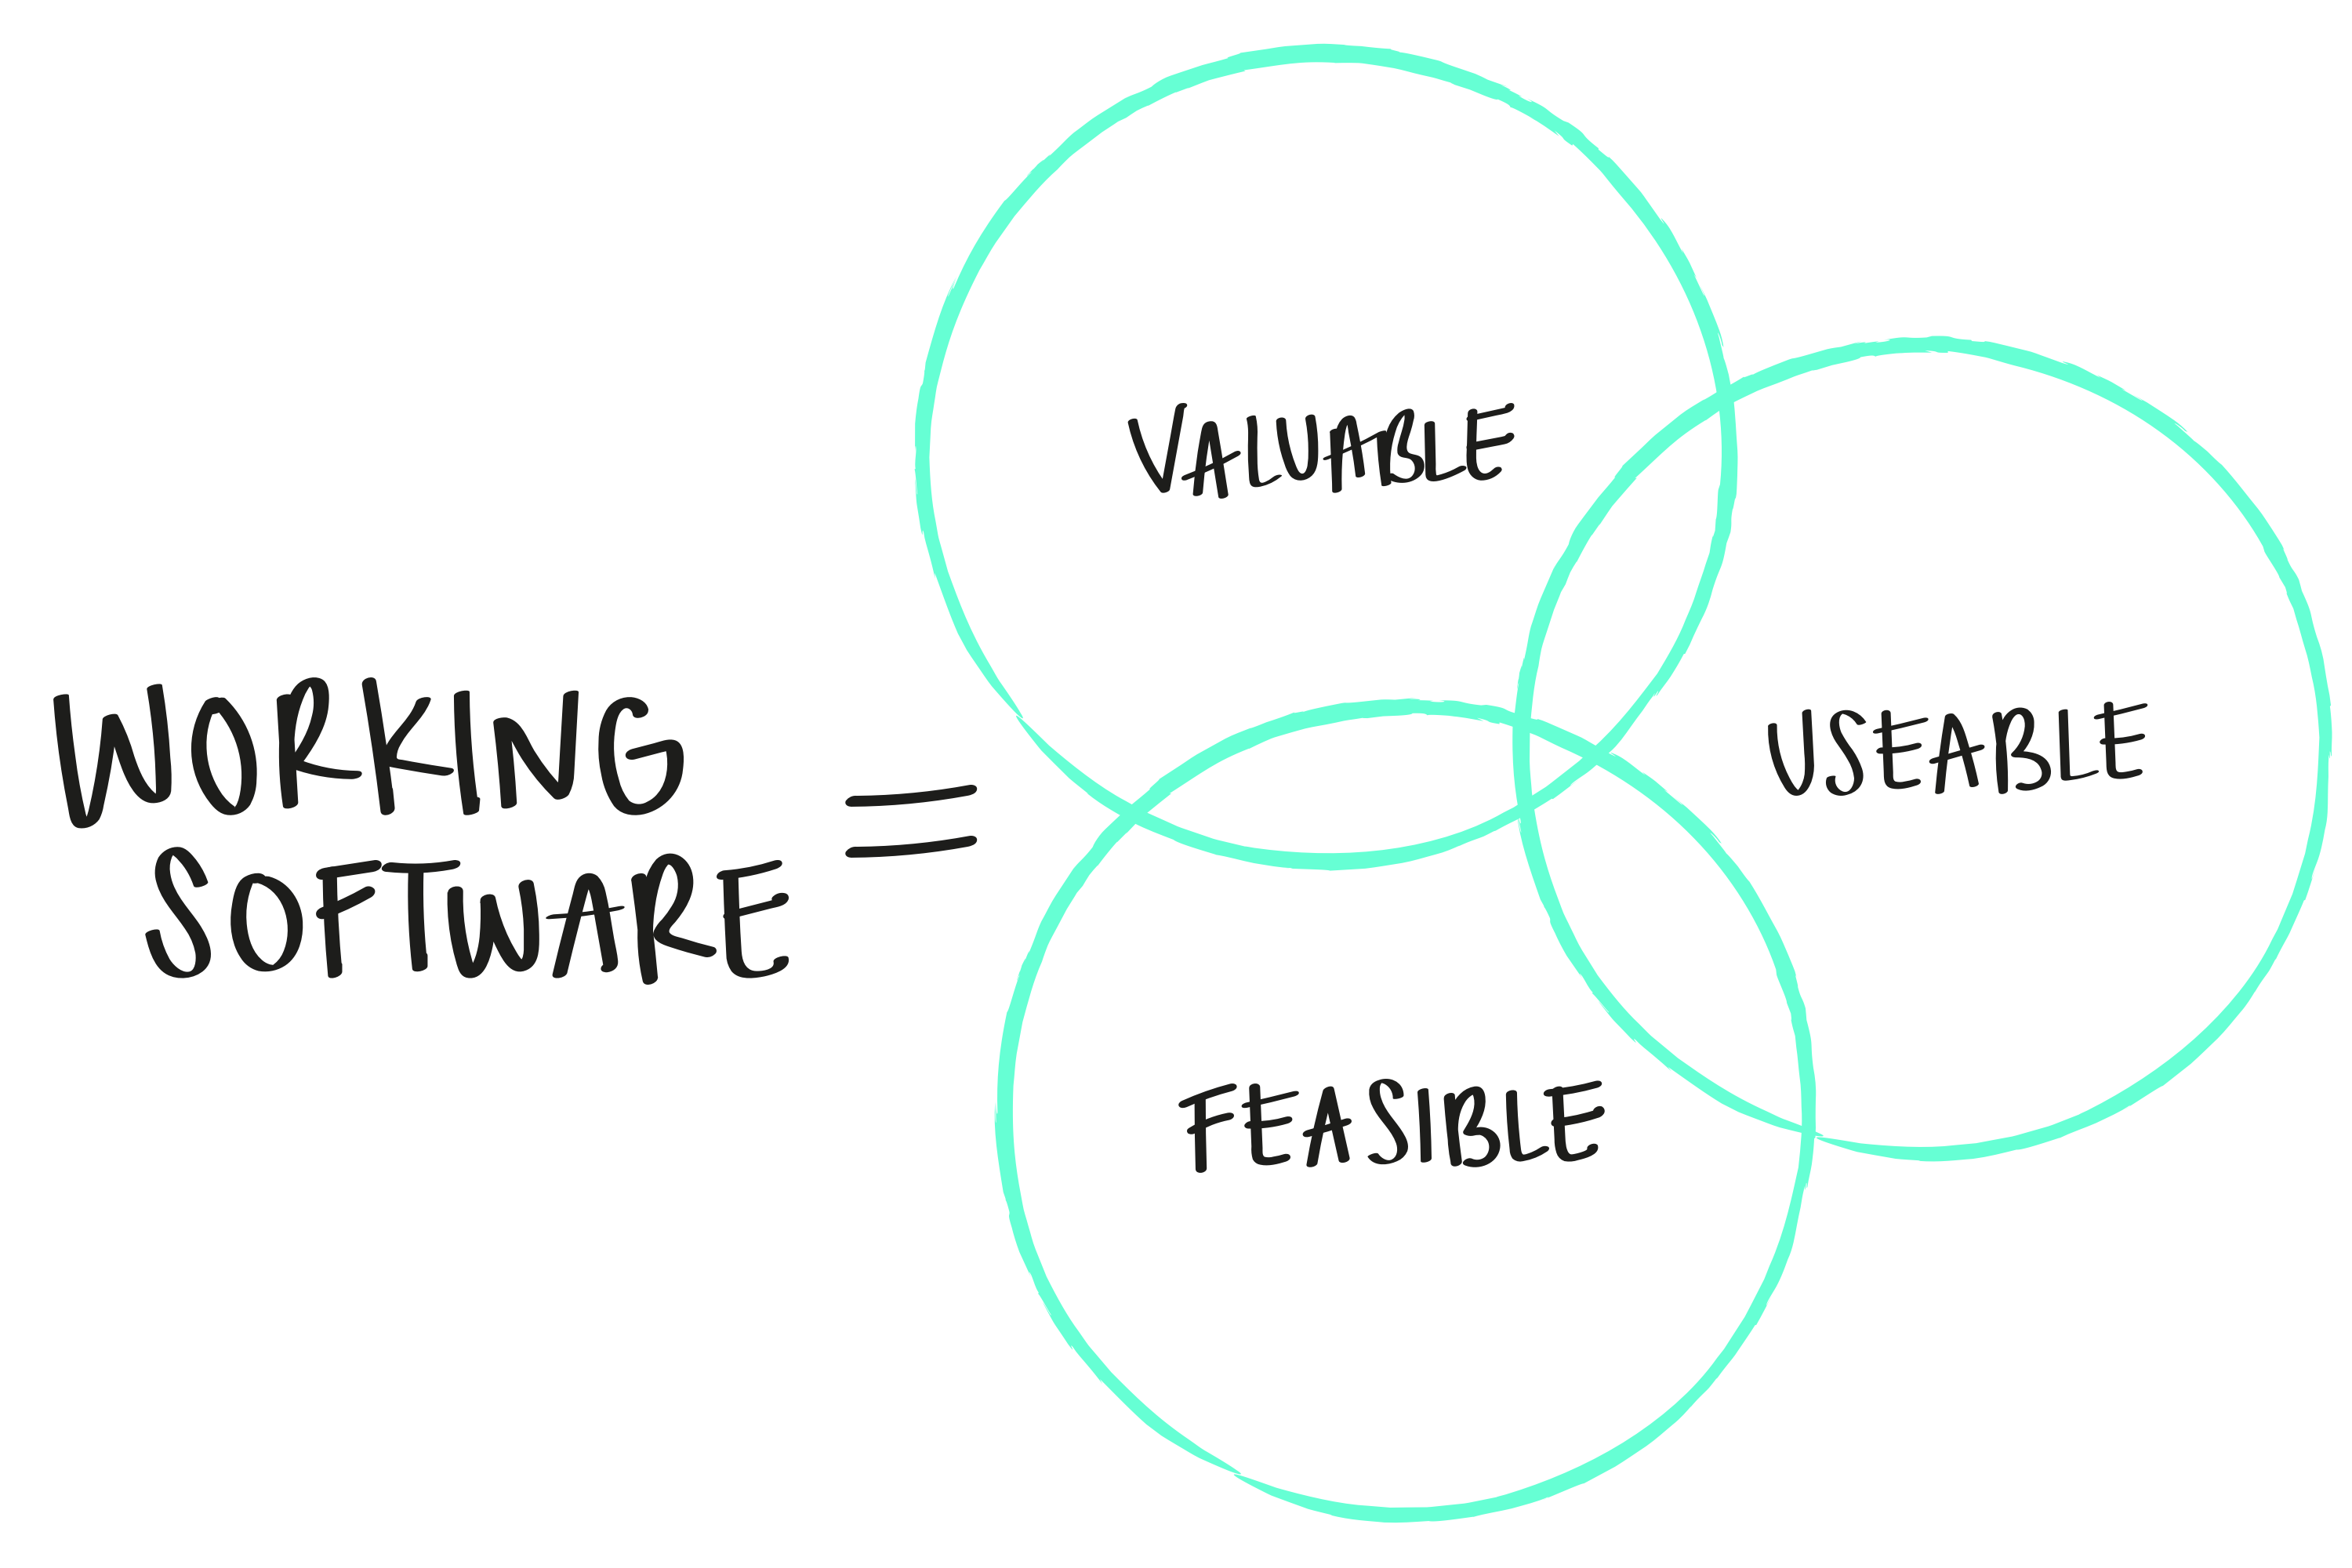 WORKING
SOFTWARE
=
VALUABLE
USEABLE
FEASIBLE